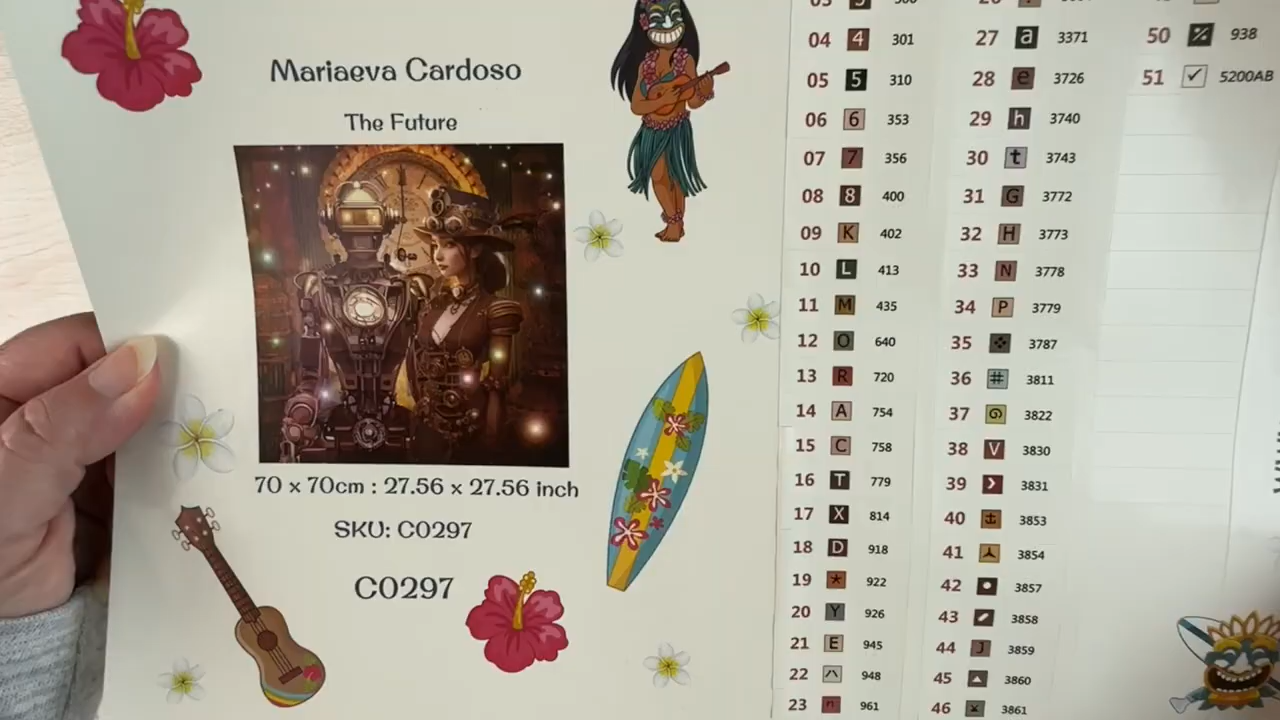 Mariaeva Cardoso
The Future
70 x 70cm : 27.56 x 27.56 inch
SKU: C0297
C0297
04 4 301
05 5 310
06 6 353
07 7 356
08 8 400
09 K 402
10 L 413
11 M 435
12 O 640
13 R 720
14 A 754
15 C 758
16 T 779
17 X 814
18 D 918
19 922
20 Y 926
21 E 945
22 948
23 n 961
27 a 3371
28 e 3726
29 h 3740
30 t 3743
31 G 3772
32 H 3773
33 N 3778
34 P 3779
35 3787
36 # 3811
37 3822
38 V 3830
39 3831
40 3853
41 3854
42 3857
43 3858
44 J 3859
45 3860
46 3861
50 % 938
51 ✓ 5200AB